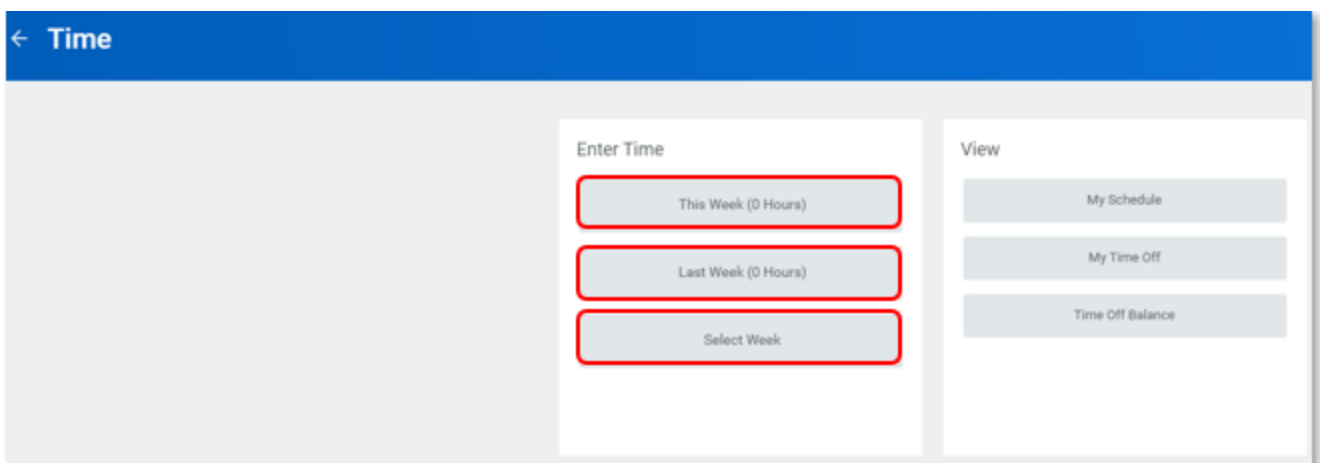 Time
Enter Time
This Week (0 Hours)
Last Week (0 Hours)
Select Week
View
My Schedule
My Time Off
Time Off Balance